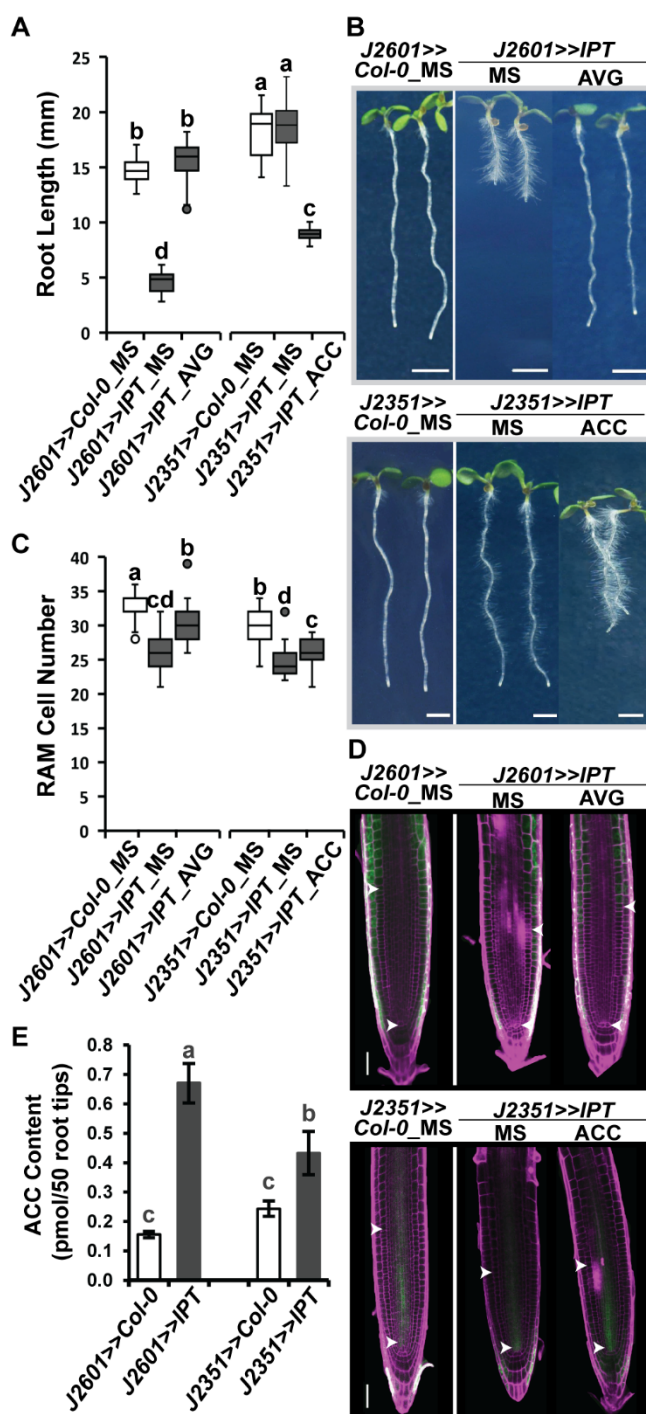 A
Root Length (mm)
25
20
15
10
5
0
b
d
b
a
a
c
J2601>>Col-0_MS
J2601>>IPT_MS
J2601>>IPT_AVG
J2351>>Col-0_MS
J2351>>IPT_MS
J2351>>IPT_ACC
B
J2601>>
Col-0_MS
J2601>>IPT
MS
AVG
J2351>>
Col-0_MS
J2351>>IPT
MS
ACC
C
RAM Cell Number
40
35
30
25
20
15
10
5
0
a
cd
b
b
d
c
J2601>>Col-0_MS
J2601>>IPT_MS
J2601>>IPT_AVG
J2351>>Col-0_MS
J2351>>IPT_MS
J2351>>IPT_ACC
D
J2601>>
Col-0_MS
J2601>>IPT
MS
AVG
J2351>>
Col-0_MS
J2351>>IPT
MS
ACC
E
ACC Content
(pmol/50 root tips)
0.8
0.7
0.6
0.5
0.4
0.3
0.2
0.1
0.0
c
a
c
b
J2601>>Col-0
J2601>>IPT
J2351>>Col-0
J2351>>IPT